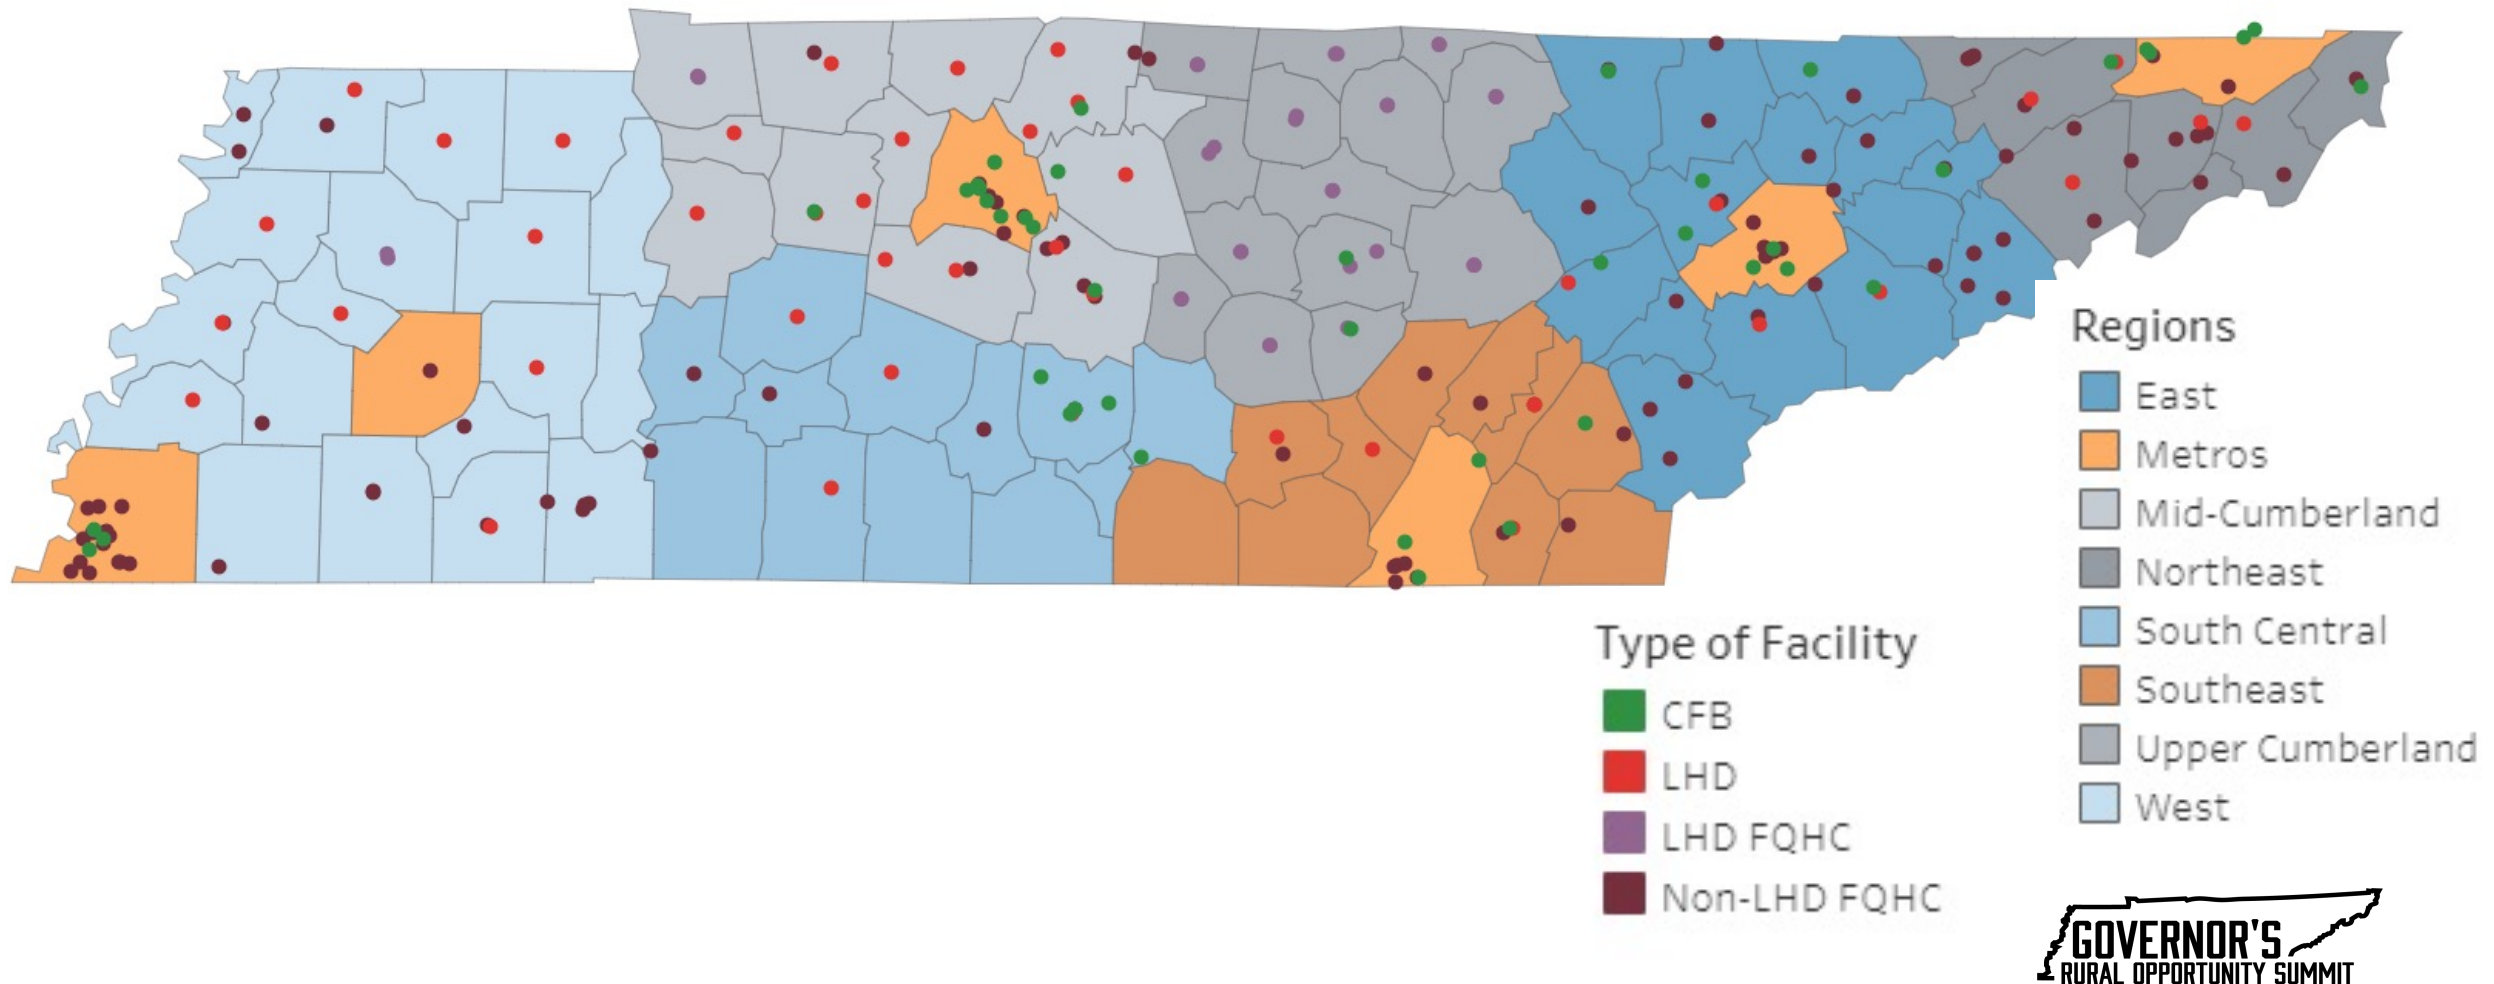 Regions
East
Metros
Mid-Cumberland
Northeast
South Central
Southeast
Upper Cumberland
West
Type of Facility
CFB
LHD
LHD FQHC
Non-LHD FQHC
GOVERNOR'S
RURAL OPPORTUNITY SUMMIT